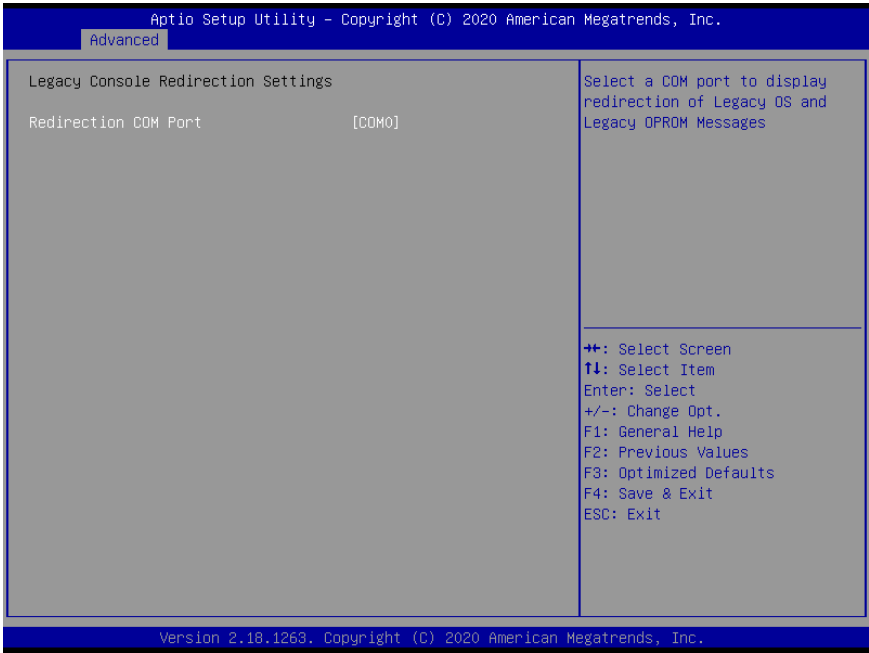 Aptio Setup Utility – Copyright (C) 2020 American Megatrends, Inc.
Advanced
Legacy Console Redirection Settings
Redirection COM Port [COM0]
Select a COM port to display
redirection of Legacy OS and
Legacy OPROM Messages
→←: Select Screen
↑↓: Select Item
Enter: Select
+/-: Change Opt.
F1: General Help
F2: Previous Values
F3: Optimized Defaults
F4: Save & Exit
ESC: Exit
Version 2.18.1263. Copyright (C) 2020 American Megatrends, Inc.